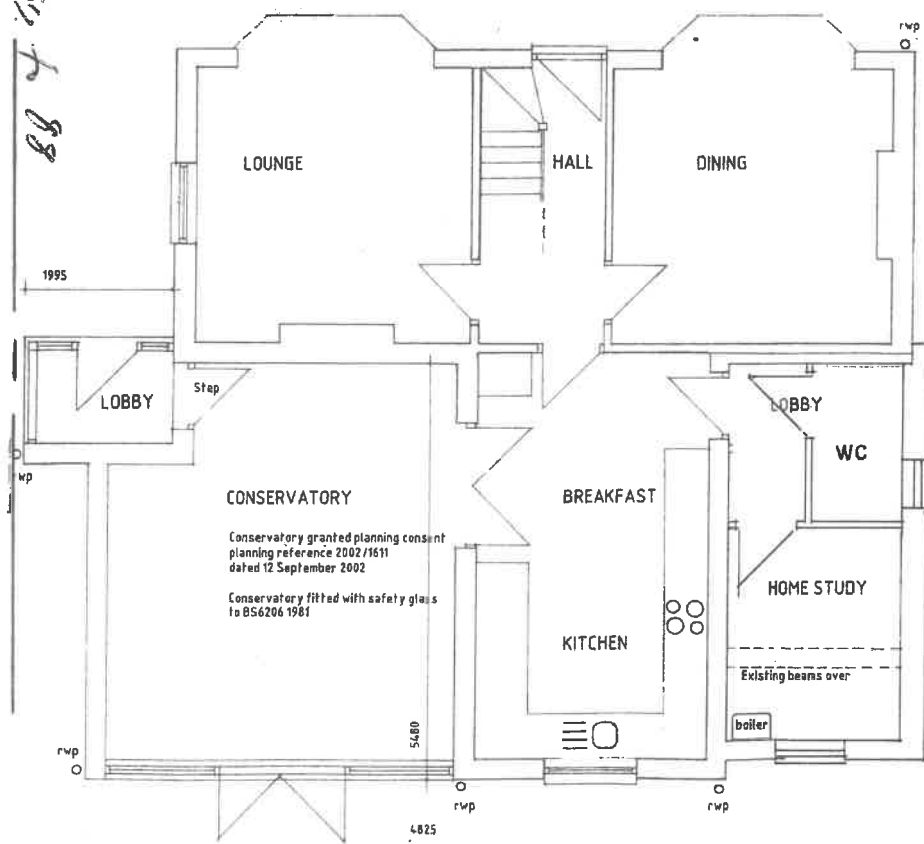 88
rwp
LOUNGE
HALL
DINING
1995
LOBBY
Step
LOBBY
WC
wp
CONSERVATORY
BREAKFAST
Conservatory granted planning consent
planning reference 2002/1611
dated 12 September 2002
Conservatory fitted with safety glass
to BS6206 1981
HOME STUDY
KITCHEN
Existing beams over
boiler
5480
rwp
rwp
rwp
4825